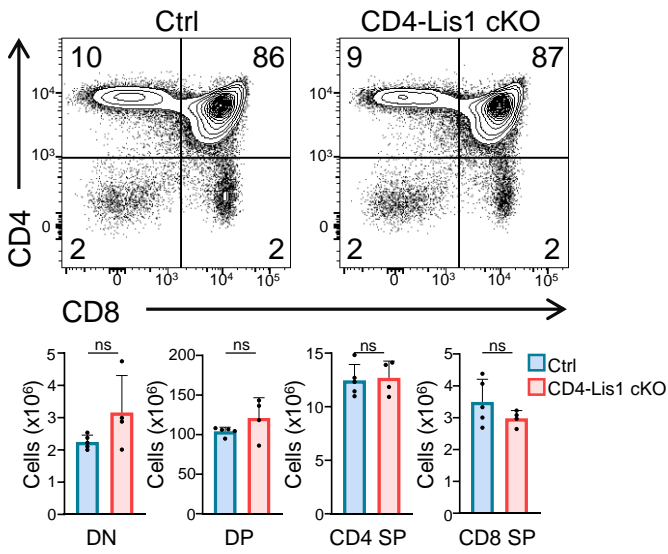 Ctrl CD4-Lis1 cKO
10 86 9 87
10⁴ 10⁴
10³ 10³
0 0
2 2 2 2
0 10³ 10⁴ 10⁵ 0 10³ 10⁴ 10⁵
CD4
CD8
ns ns ns ns
Cells (x10⁶) Cells (x10⁶) Cells (x10⁶) Cells (x10⁶)
5 200 15 5
4 150 4
3 10 3
100
2 5 2
1 50 1
0 0 0 0
DN DP CD4 SP CD8 SP
Ctrl
CD4-Lis1 cKO